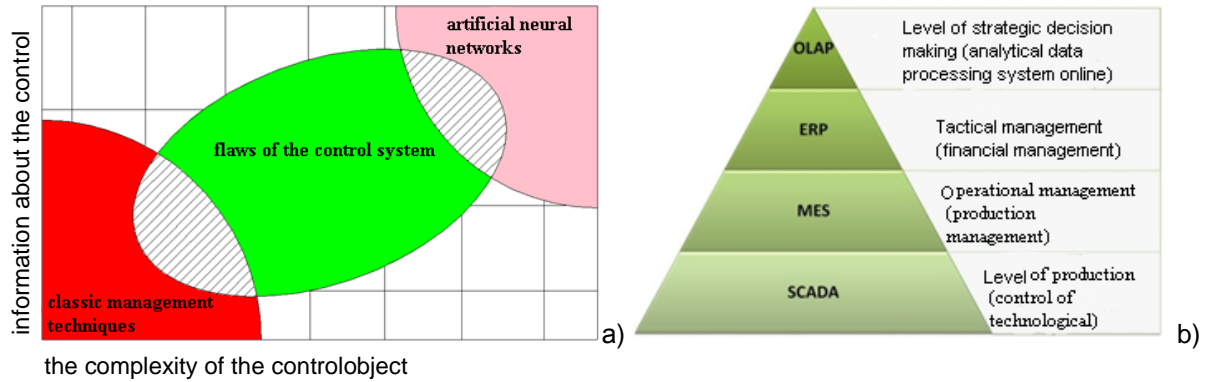 information about the control
artificial neural
networks
flaws of the control system
classic management
techniques
the complexity of the controlobject
a)
OLAP
Level of strategic decision
making (analytical data
processing system online)
ERP
Tactical management
(financial management)
MES
Operational management
(production
management)
SCADA
Level of production
(control of
technological)
b)